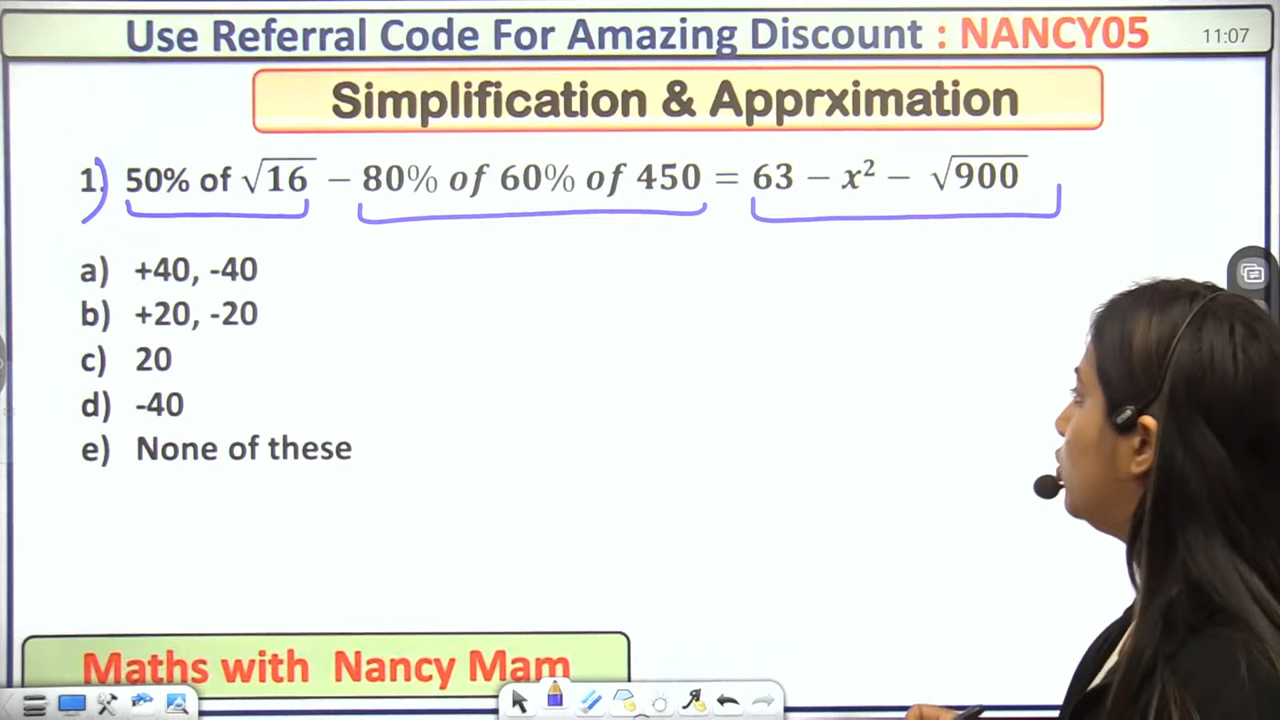 Use Referral Code For Amazing Discount : NANCY05
11:07
Simplification & Apprximation
1. 50% of √16 − 80% of 60% of 450 = 63 − x² − √900
a) +40, -40
b) +20, -20
c) 20
d) -40
e) None of these
Maths with Nancy Mam